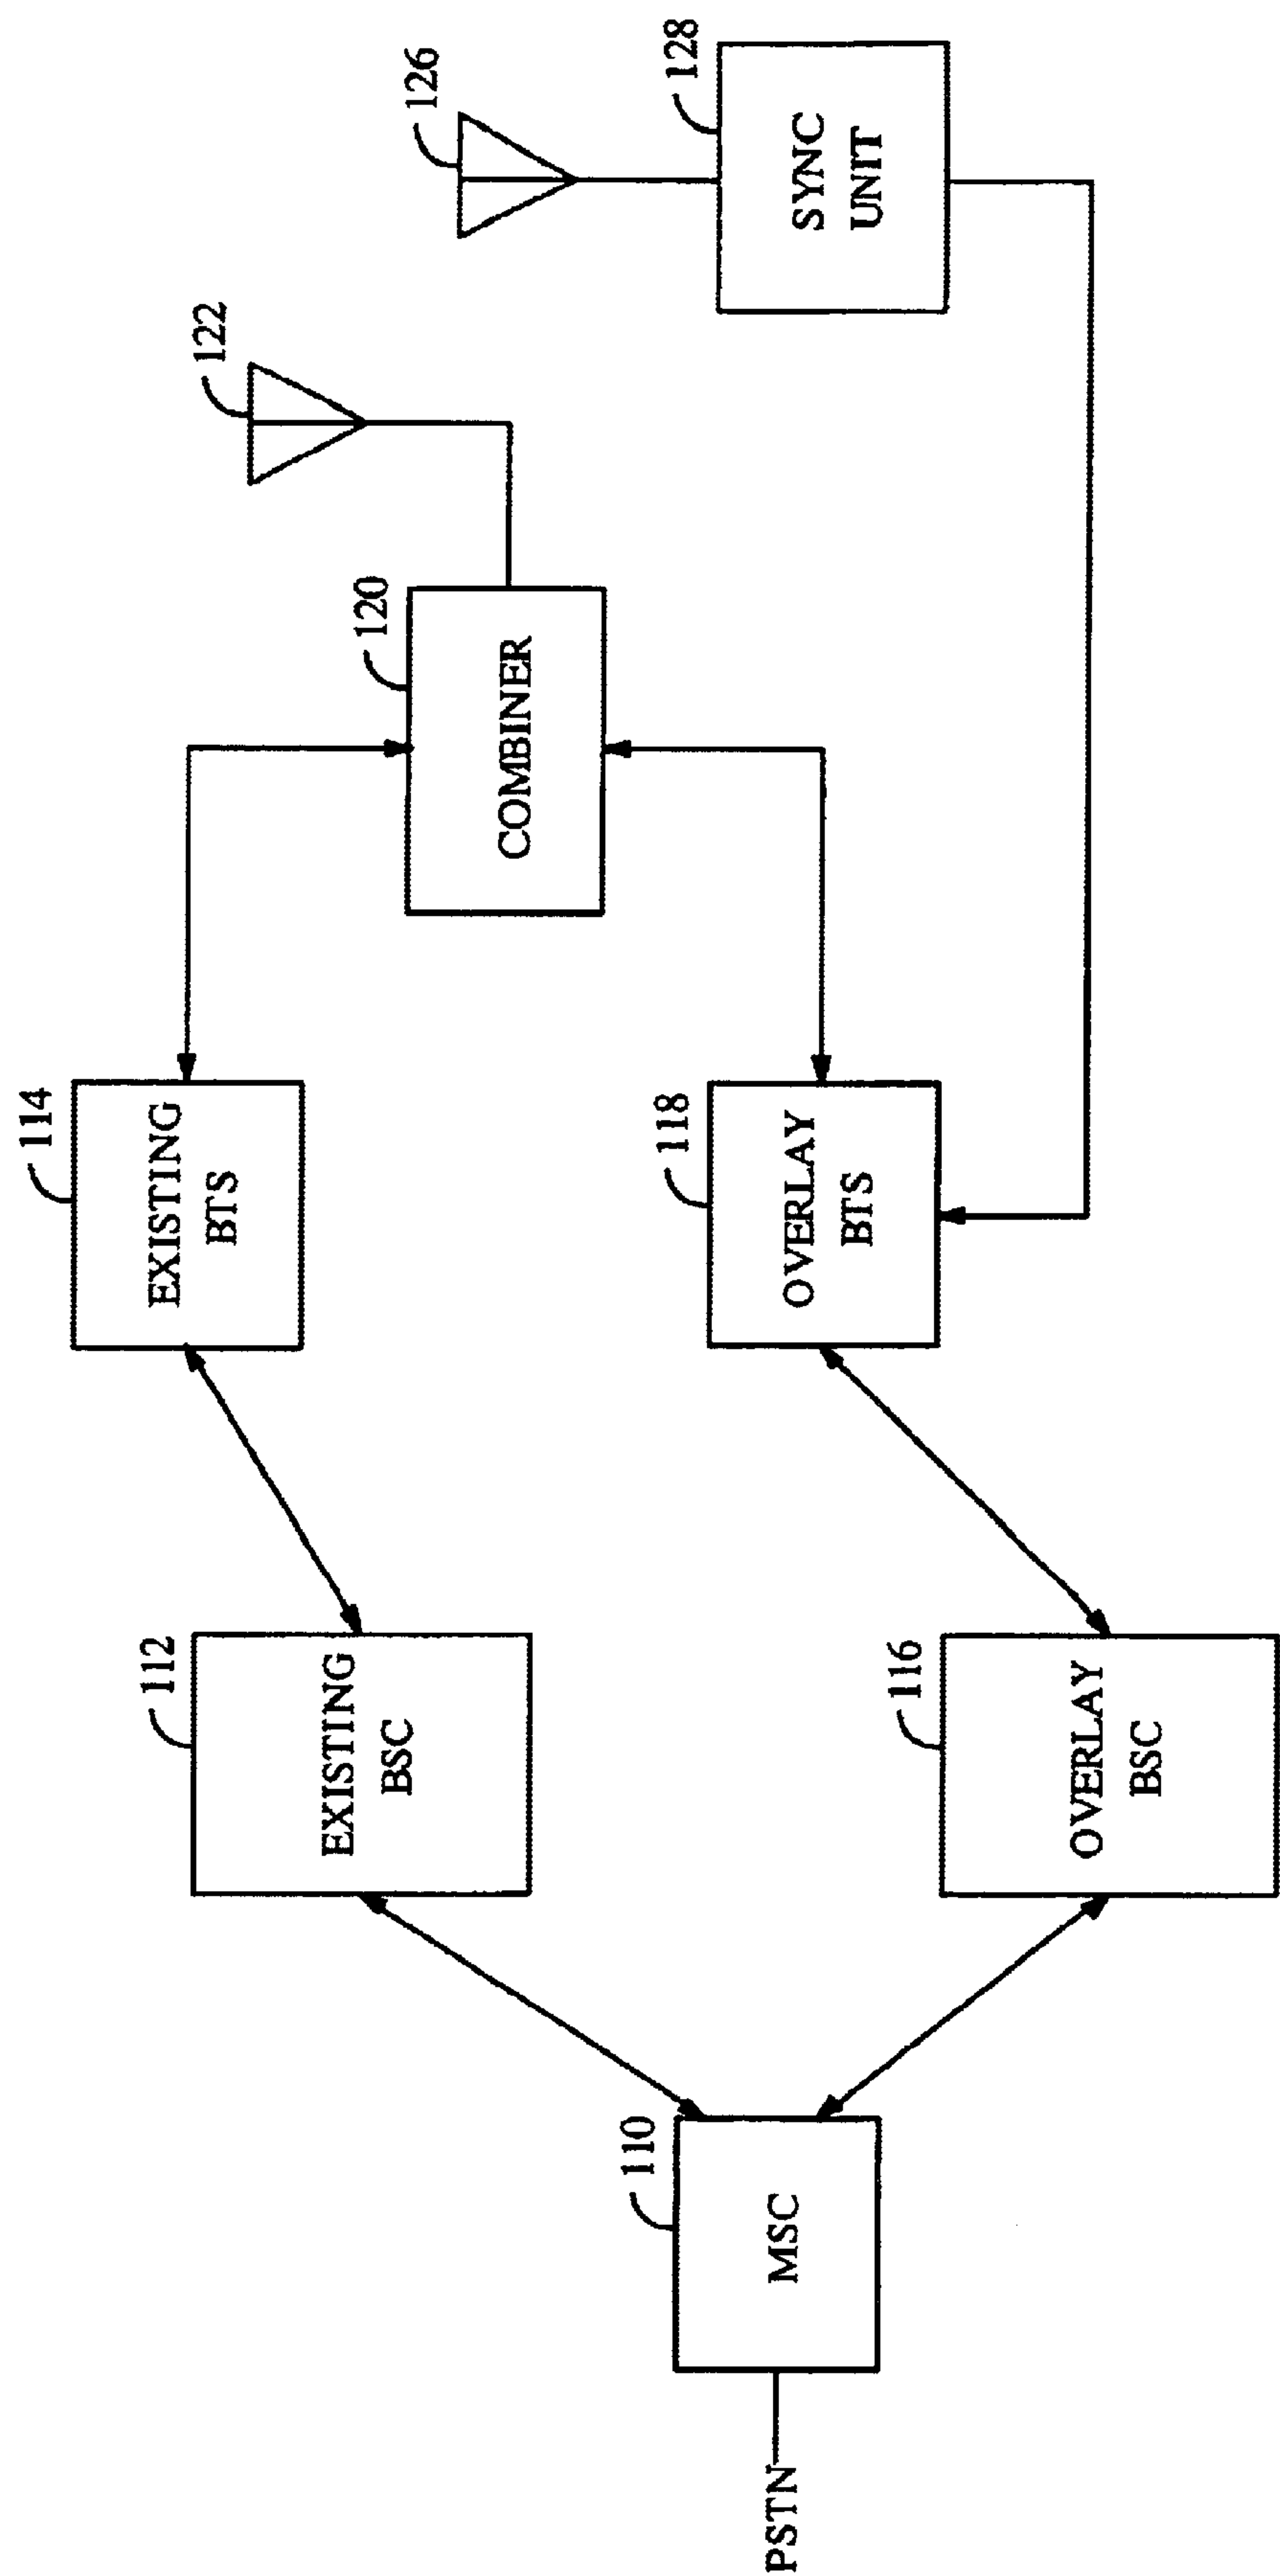 PSTN
110
MSC
112
EXISTING
BSC
116
OVERLAY
BSC
114
EXISTING
BTS
118
OVERLAY
BTS
120
COMBINER
122
126
128
SYNC
UNIT